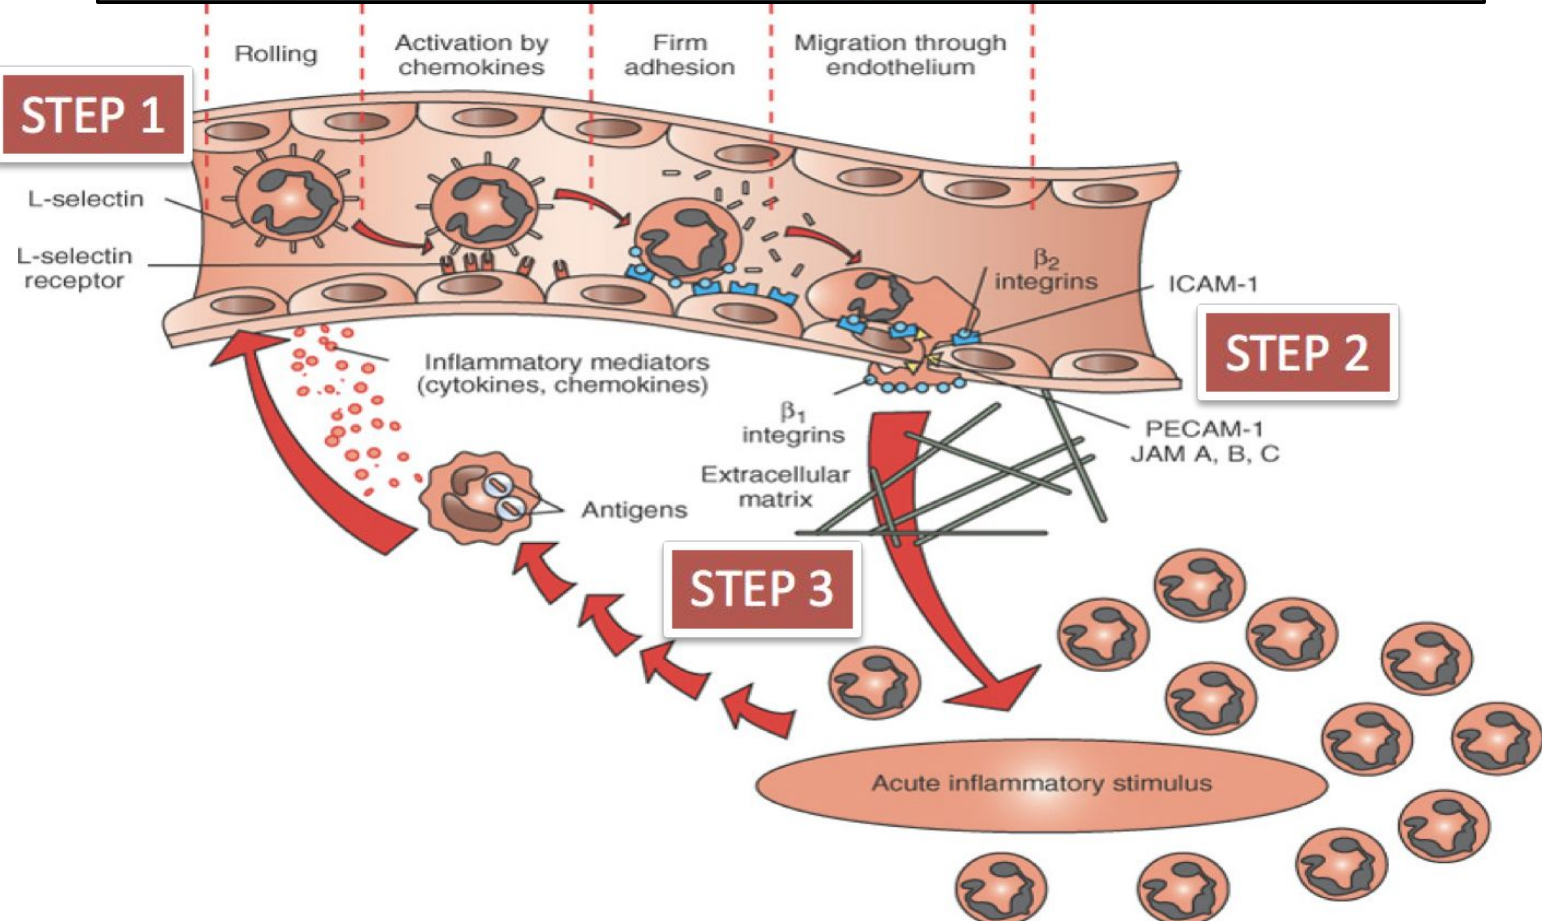 Rolling
Activation by
chemokines
Firm
adhesion
Migration through
endothelium
STEP 1
L-selectin
L-selectin
receptor
β2
integrins
ICAM-1
STEP 2
Inflammatory mediators
(cytokines, chemokines)
β1
integrins
PECAM-1
JAM A, B, C
Extracellular
matrix
Antigens
STEP 3
Acute inflammatory stimulus